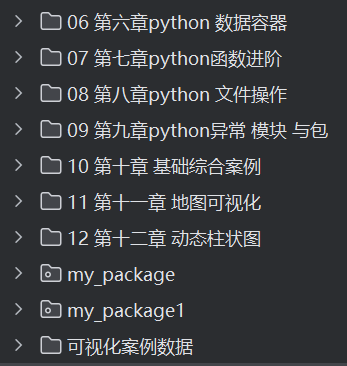 06 第六章python 数据容器
07 第七章python函数进阶
08 第八章python 文件操作
09 第九章python异常 模块 与包
10 第十章 基础综合案例
11 第十一章 地图可视化
12 第十二章 动态柱状图
my_package
my_package1
可视化案例数据